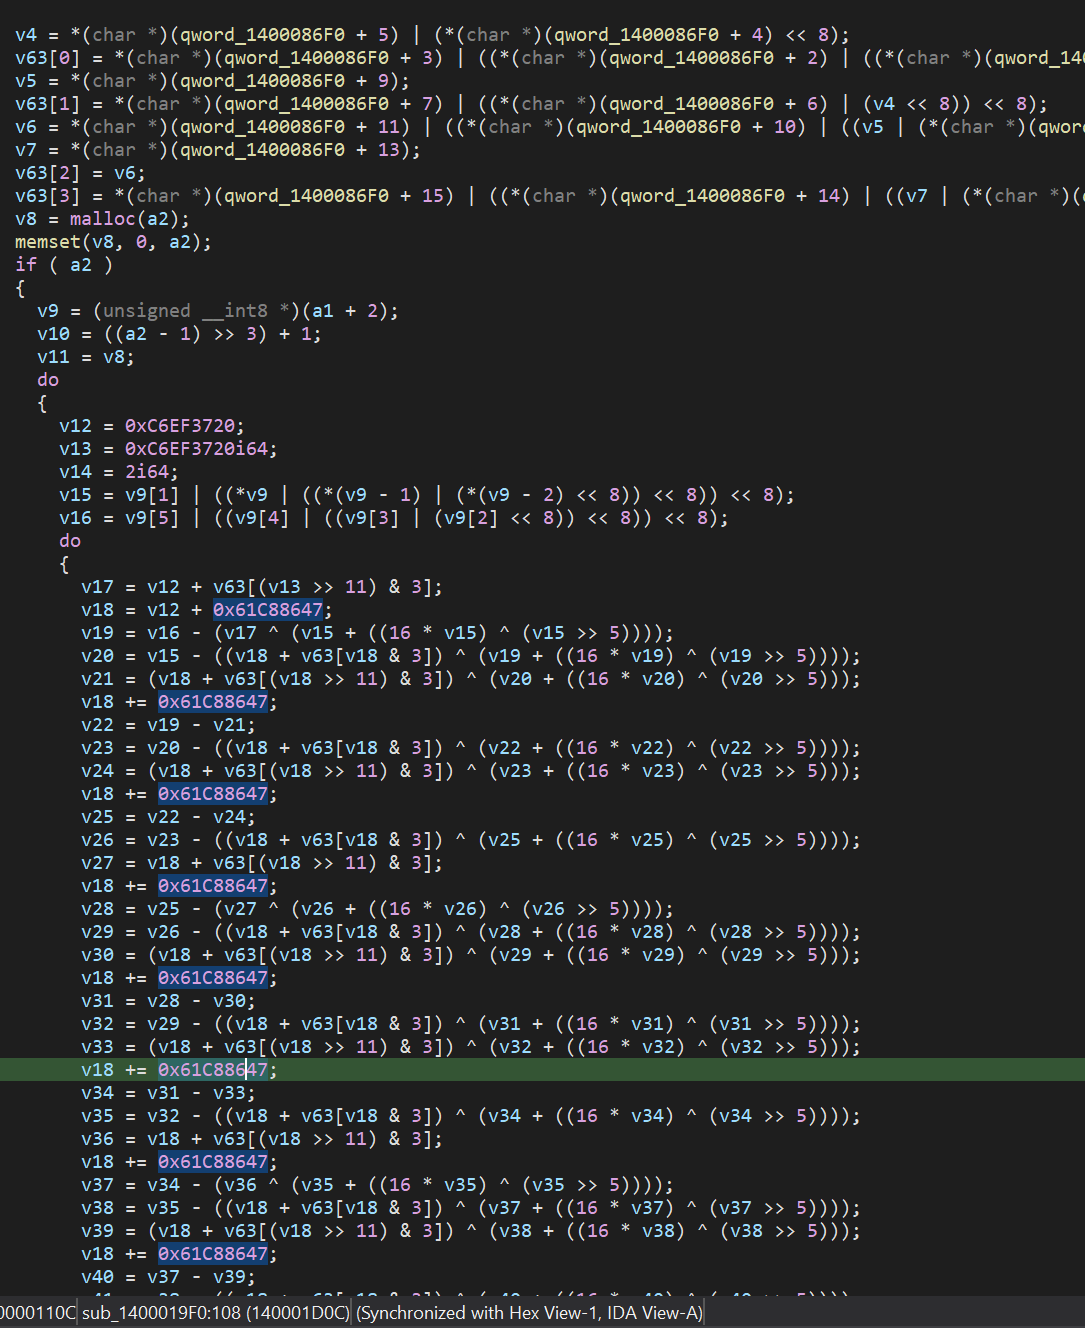 v4 = *(char *)(qword_1400086F0 + 5) | (*(char *)(qword_1400086F0 + 4) << 8);
v63[0] = *(char *)(qword_1400086F0 + 3) | ((*(char *)(qword_1400086F0 + 2) | ((*(char *)(qword_14
v5 = *(char *)(qword_1400086F0 + 9);
v63[1] = *(char *)(qword_1400086F0 + 7) | ((*(char *)(qword_1400086F0 + 6) | (v4 << 8)) << 8);
v6 = *(char *)(qword_1400086F0 + 11) | ((*(char *)(qword_1400086F0 + 10) | ((v5 | (*(char *)(qwor
v7 = *(char *)(qword_1400086F0 + 13);
v63[2] = v6;
v63[3] = *(char *)(qword_1400086F0 + 15) | ((*(char *)(qword_1400086F0 + 14) | ((v7 | (*(char *)(
v8 = malloc(a2);
memset(v8, 0, a2);
if ( a2 )
{
v9 = (unsigned __int8 *)(a1 + 2);
v10 = ((a2 - 1) >> 3) + 1;
v11 = v8;
do
{
v12 = 0xC6EF3720;
v13 = 0xC6EF3720i64;
v14 = 2i64;
v15 = v9[1] | ((*v9 | ((*(v9 - 1) | (*(v9 - 2) << 8)) << 8)) << 8);
v16 = v9[5] | ((v9[4] | ((v9[3] | (v9[2] << 8)) << 8)) << 8);
do
{
v17 = v12 + v63[(v13 >> 11) & 3];
v18 = v12 + 0x61C88647;
v19 = v16 - (v17 ^ (v15 + ((16 * v15) ^ (v15 >> 5))));
v20 = v15 - ((v18 + v63[v18 & 3]) ^ (v19 + ((16 * v19) ^ (v19 >> 5))));
v21 = (v18 + v63[(v18 >> 11) & 3]) ^ (v20 + ((16 * v20) ^ (v20 >> 5)));
v18 += 0x61C88647;
v22 = v19 - v21;
v23 = v20 - ((v18 + v63[v18 & 3]) ^ (v22 + ((16 * v22) ^ (v22 >> 5))));
v24 = (v18 + v63[(v18 >> 11) & 3]) ^ (v23 + ((16 * v23) ^ (v23 >> 5)));
v18 += 0x61C88647;
v25 = v22 - v24;
v26 = v23 - ((v18 + v63[v18 & 3]) ^ (v25 + ((16 * v25) ^ (v25 >> 5))));
v27 = v18 + v63[(v18 >> 11) & 3];
v18 += 0x61C88647;
v28 = v25 - (v27 ^ (v26 + ((16 * v26) ^ (v26 >> 5))));
v29 = v26 - ((v18 + v63[v18 & 3]) ^ (v28 + ((16 * v28) ^ (v28 >> 5))));
v30 = (v18 + v63[(v18 >> 11) & 3]) ^ (v29 + ((16 * v29) ^ (v29 >> 5)));
v18 += 0x61C88647;
v31 = v28 - v30;
v32 = v29 - ((v18 + v63[v18 & 3]) ^ (v31 + ((16 * v31) ^ (v31 >> 5))));
v33 = (v18 + v63[(v18 >> 11) & 3]) ^ (v32 + ((16 * v32) ^ (v32 >> 5)));
v18 += 0x61C88647;
v34 = v31 - v33;
v35 = v32 - ((v18 + v63[v18 & 3]) ^ (v34 + ((16 * v34) ^ (v34 >> 5))));
v36 = v18 + v63[(v18 >> 11) & 3];
v18 += 0x61C88647;
v37 = v34 - (v36 ^ (v35 + ((16 * v35) ^ (v35 >> 5))));
v38 = v35 - ((v18 + v63[v18 & 3]) ^ (v37 + ((16 * v37) ^ (v37 >> 5))));
v39 = (v18 + v63[(v18 >> 11) & 3]) ^ (v38 + ((16 * v38) ^ (v38 >> 5)));
v18 += 0x61C88647;
v40 = v37 - v39;
0000110C sub_1400019F0:108 (140001D0C) (Synchronized with Hex View-1, IDA View-A)